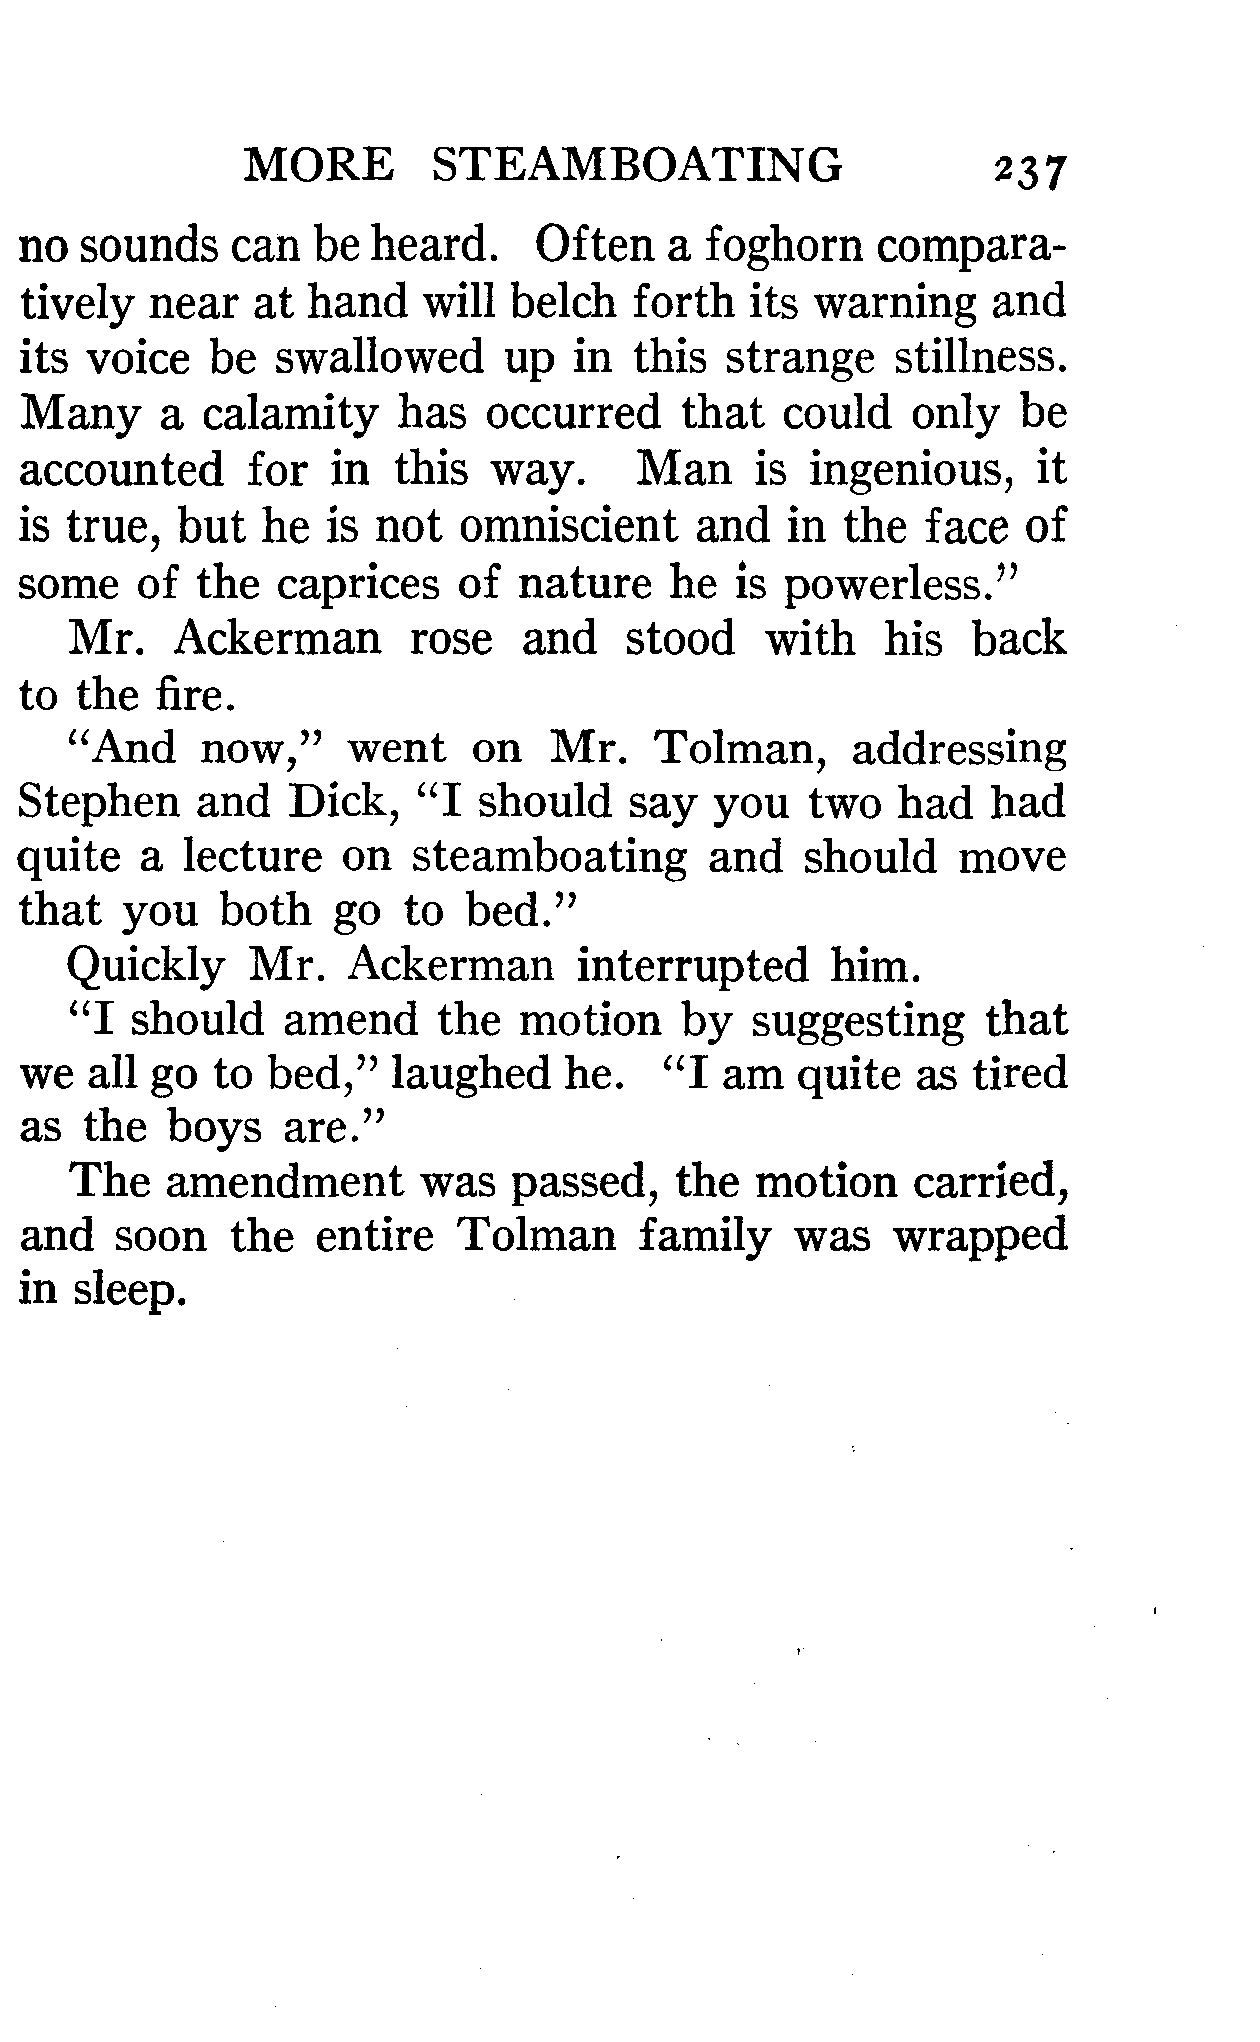 MORE STEAMBOATING 237
no sounds can be heard. Often a foghorn compara-
tively near at hand will belch forth its warning and
its voice be swallowed up in this strange stillness.
Many a calamity has occurred that could only be
accounted for in this way. Man is ingenious, it
is true, but he is not omniscient and in the face of
some of the caprices of nature he is powerless.”
Mr. Ackerman rose and stood with his back
to the fire.
“And now,” went on Mr. Tolman, addressing
Stephen and Dick, “I should say you two had had
quite a lecture on steamboating and should move
that you both go to bed.”
Quickly Mr. Ackerman interrupted him.
“I should amend the motion by suggesting that
we all go to bed,” laughed he. “I am quite as tired
as the boys are.”
The amendment was passed, the motion carried,
and soon the entire Tolman family was wrapped
in sleep.